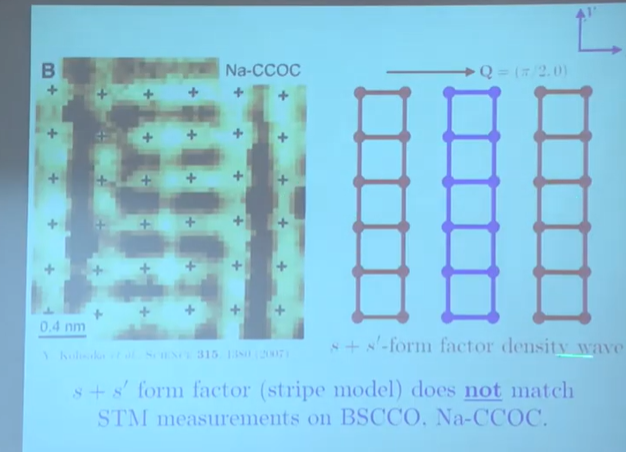 B
Na-CCOC
Q = (π/2,0)
0.4 nm
Y. Kohsaka et al. Science 315, 1380 (2007)
s + s′-form factor density wave
s + s′ form factor (stripe model) does not match
STM measurements on BSCCO, Na-CCOC.